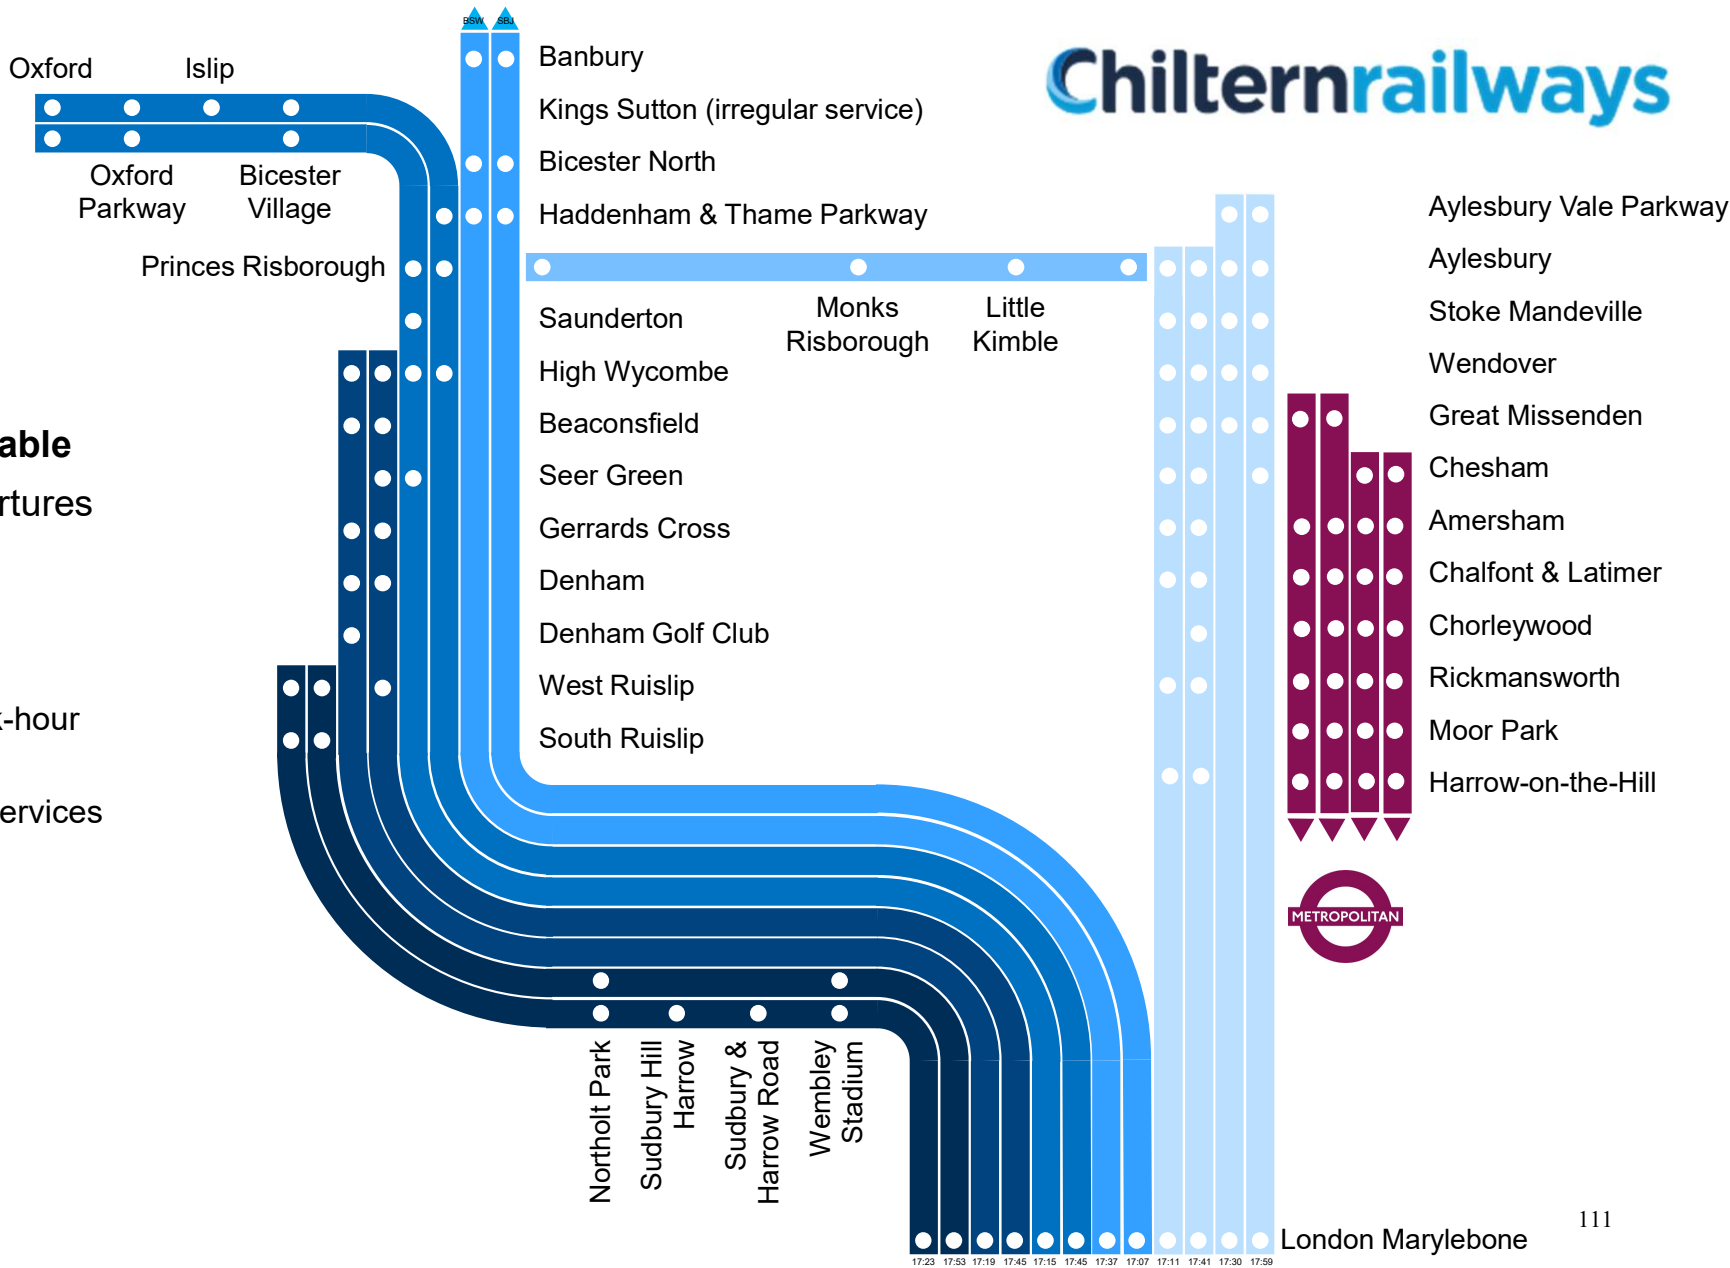 BSW
SBJ
Chilternrailways
Oxford
Islip
Oxford
Parkway
Bicester
Village
Banbury
Kings Sutton (irregular service)
Bicester North
Haddenham & Thame Parkway
Princes Risborough
Monks
Risborough
Little
Kimble
Saunderton
High Wycombe
Beaconsfield
Seer Green
Gerrards Cross
Denham
Denham Golf Club
West Ruislip
South Ruislip
able
rtures
k-hour
ervices
Aylesbury Vale Parkway
Aylesbury
Stoke Mandeville
Wendover
Great Missenden
Chesham
Amersham
Chalfont & Latimer
Chorleywood
Rickmansworth
Moor Park
Harrow-on-the-Hill
METROPOLITAN
Northolt Park
Sudbury Hill
Harrow
Sudbury &
Harrow Road
Wembley
Stadium
London Marylebone
17:23 17:53 17:19 17:45 17:15 17:45 17:37 17:07 17:11 17:41 17:30 17:59
111